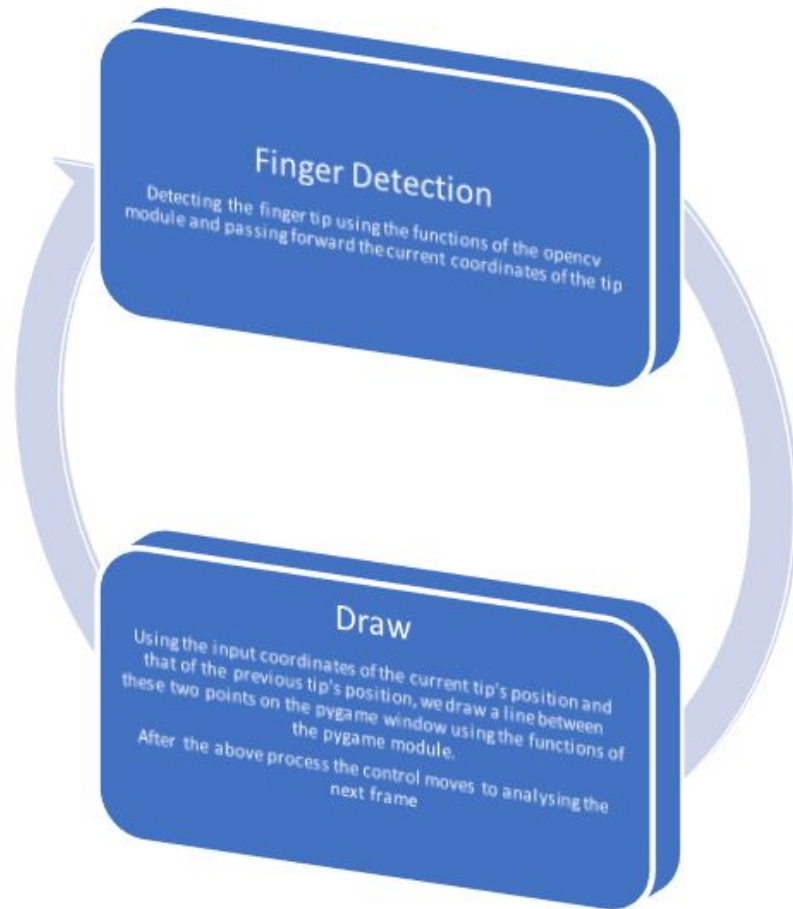 Finger Detection
Detecting the finger tip using the functions of the opencv
module and passing forward the current coordinates of the tip
Draw
Using the input coordinates of the current tip's position and
that of the previous tip's position, we draw a line between
these two points on the pygame window using the functions of
the pygame module.
After the above process the control moves to analysing the
next frame